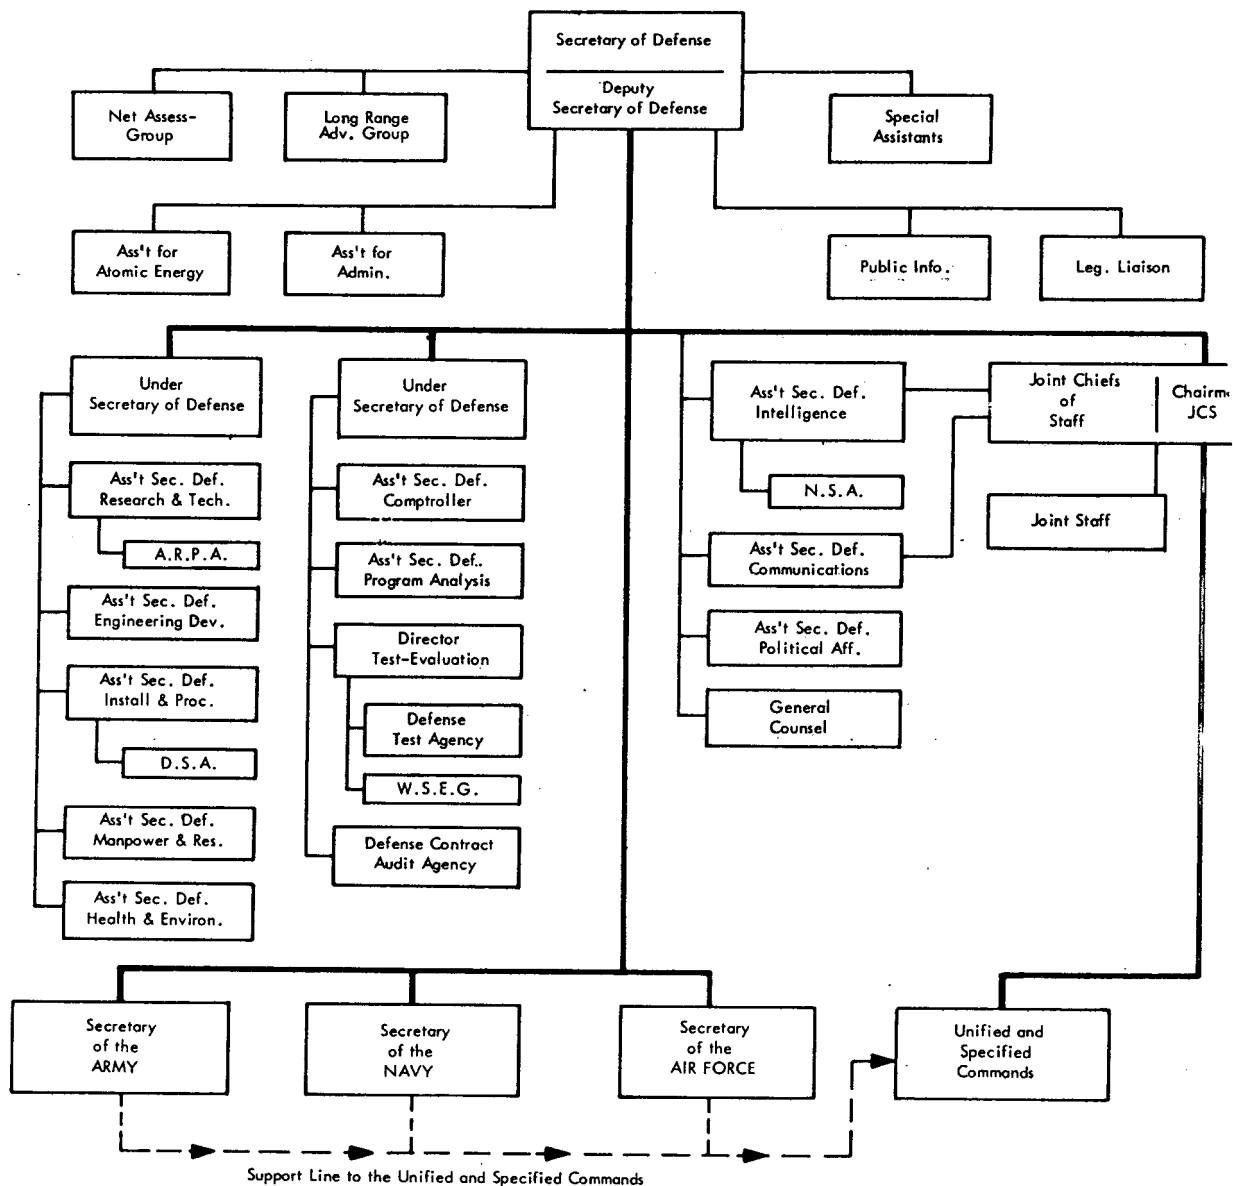 Secretary of Defense
Deputy
Secretary of Defense
Net Assess-
Group
Long Range
Adv. Group
Special
Assistants
Ass't for
Atomic Energy
Ass't for
Admin.
Public Info.
Leg. Liaison
Under
Secretary of Defense
Ass't Sec. Def.
Research & Tech.
A.R.P.A.
Ass't Sec. Def.
Engineering Dev.
Ass't Sec. Def.
Install & Proc.
D.S.A.
Ass't Sec. Def.
Manpower & Res.
Ass't Sec. Def.
Health & Environ.
Under
Secretary of Defense
Ass't Sec. Def.
Comptroller
Ass't Sec. Def..
Program Analysis
Director
Test-Evaluation
Defense
Test Agency
W.S.E.G.
Defense Contract
Audit Agency
Ass't Sec. Def.
Intelligence
N.S.A.
Ass't Sec. Def.
Communications
Ass't Sec. Def.
Political Aff.
General
Counsel
Joint Chiefs
of
Staff
Chairm
JCS
Joint Staff
Secretary
of the
ARMY
Secretary
of the
NAVY
Secretary
of the
AIR FORCE
Unified and
Specified
Commands
Support Line to the Unified and Specified Commands